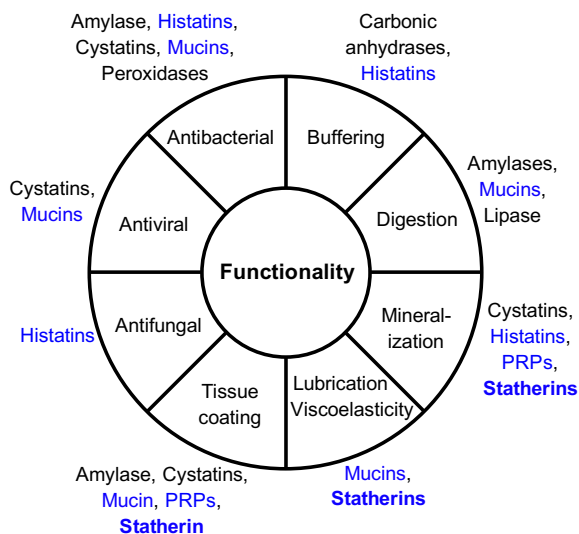 Amylase, Histatins,
Cystatins, Mucins,
Peroxidases
Carbonic
anhydrases,
Histatins
Antibacterial
Buffering
Cystatins,
Mucins
Antiviral
Digestion
Amylases,
Mucins,
Lipase
Functionality
Histatins
Antifungal
Mineral-
ization
Cystatins,
Histatins,
PRPs,
Statherins
Tissue
coating
Lubrication
Viscoelasticity
Amylase, Cystatins,
Mucin, PRPs,
Statherin
Mucins,
Statherins